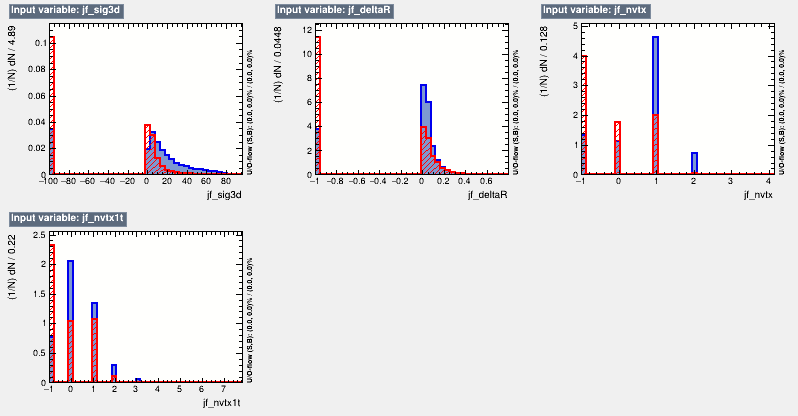 Input variable: jf_sig3d
(1/N) dN / 4.89
0.1
0.08
0.06
0.04
0.02
0
−100 −80 −60 −40 −20 0 20 40 60 80
jf_sig3d
U/O-flow (S,B): (0.0, 0.0)% / (0.0, 0.0)%
Input variable: jf_deltaR
(1/N) dN / 0.0448
12
10
8
6
4
2
0
−1 −0.8 −0.6 −0.4 −0.2 0 0.2 0.4 0.6
jf_deltaR
U/O-flow (S,B): (0.0, 0.0)% / (0.0, 0.0)%
Input variable: jf_nvtx
(1/N) dN / 0.128
5
4
3
2
1
0
−1 0 1 2 3 4
jf_nvtx
U/O-flow (S,B): (0.0, 0.0)% / (0.0, 0.0)%
Input variable: jf_nvtx1t
(1/N) dN / 0.22
2.5
2
1.5
1
0.5
0
−1 0 1 2 3 4 5 6 7
jf_nvtx1t
U/O-flow (S,B): (0.0, 0.0)% / (0.0, 0.0)%